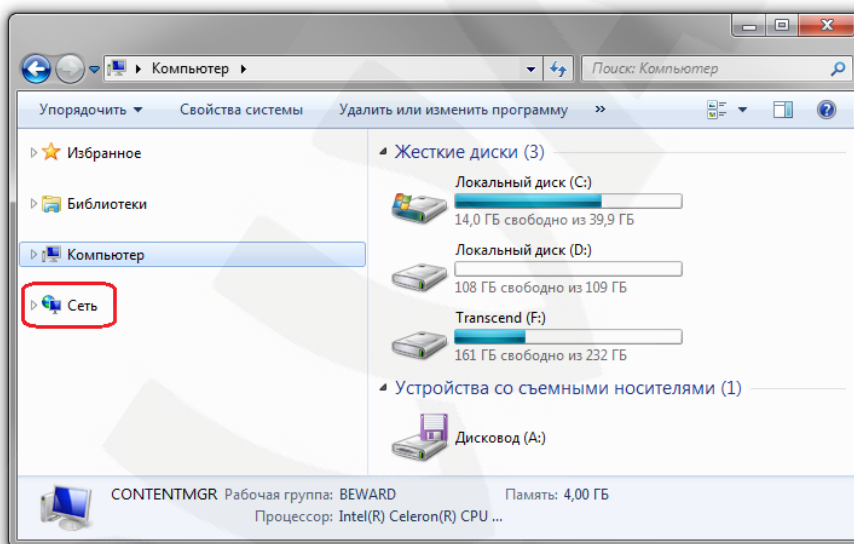 Компьютер
Поиск: Компьютер
Упорядочить Свойства системы Удалить или изменить программу »
Избранное
Библиотеки
Компьютер
Сеть
Жесткие диски (3)
Локальный диск (C:)
14,0 ГБ свободно из 39,9 ГБ
Локальный диск (D:)
108 ГБ свободно из 109 ГБ
Transcend (F:)
161 ГБ свободно из 232 ГБ
Устройства со съемными носителями (1)
Дисковод (A:)
CONTENTMGR Рабочая группа: BEWARD Память: 4,00 ГБ
Процессор: Intel(R) Celeron(R) CPU ...